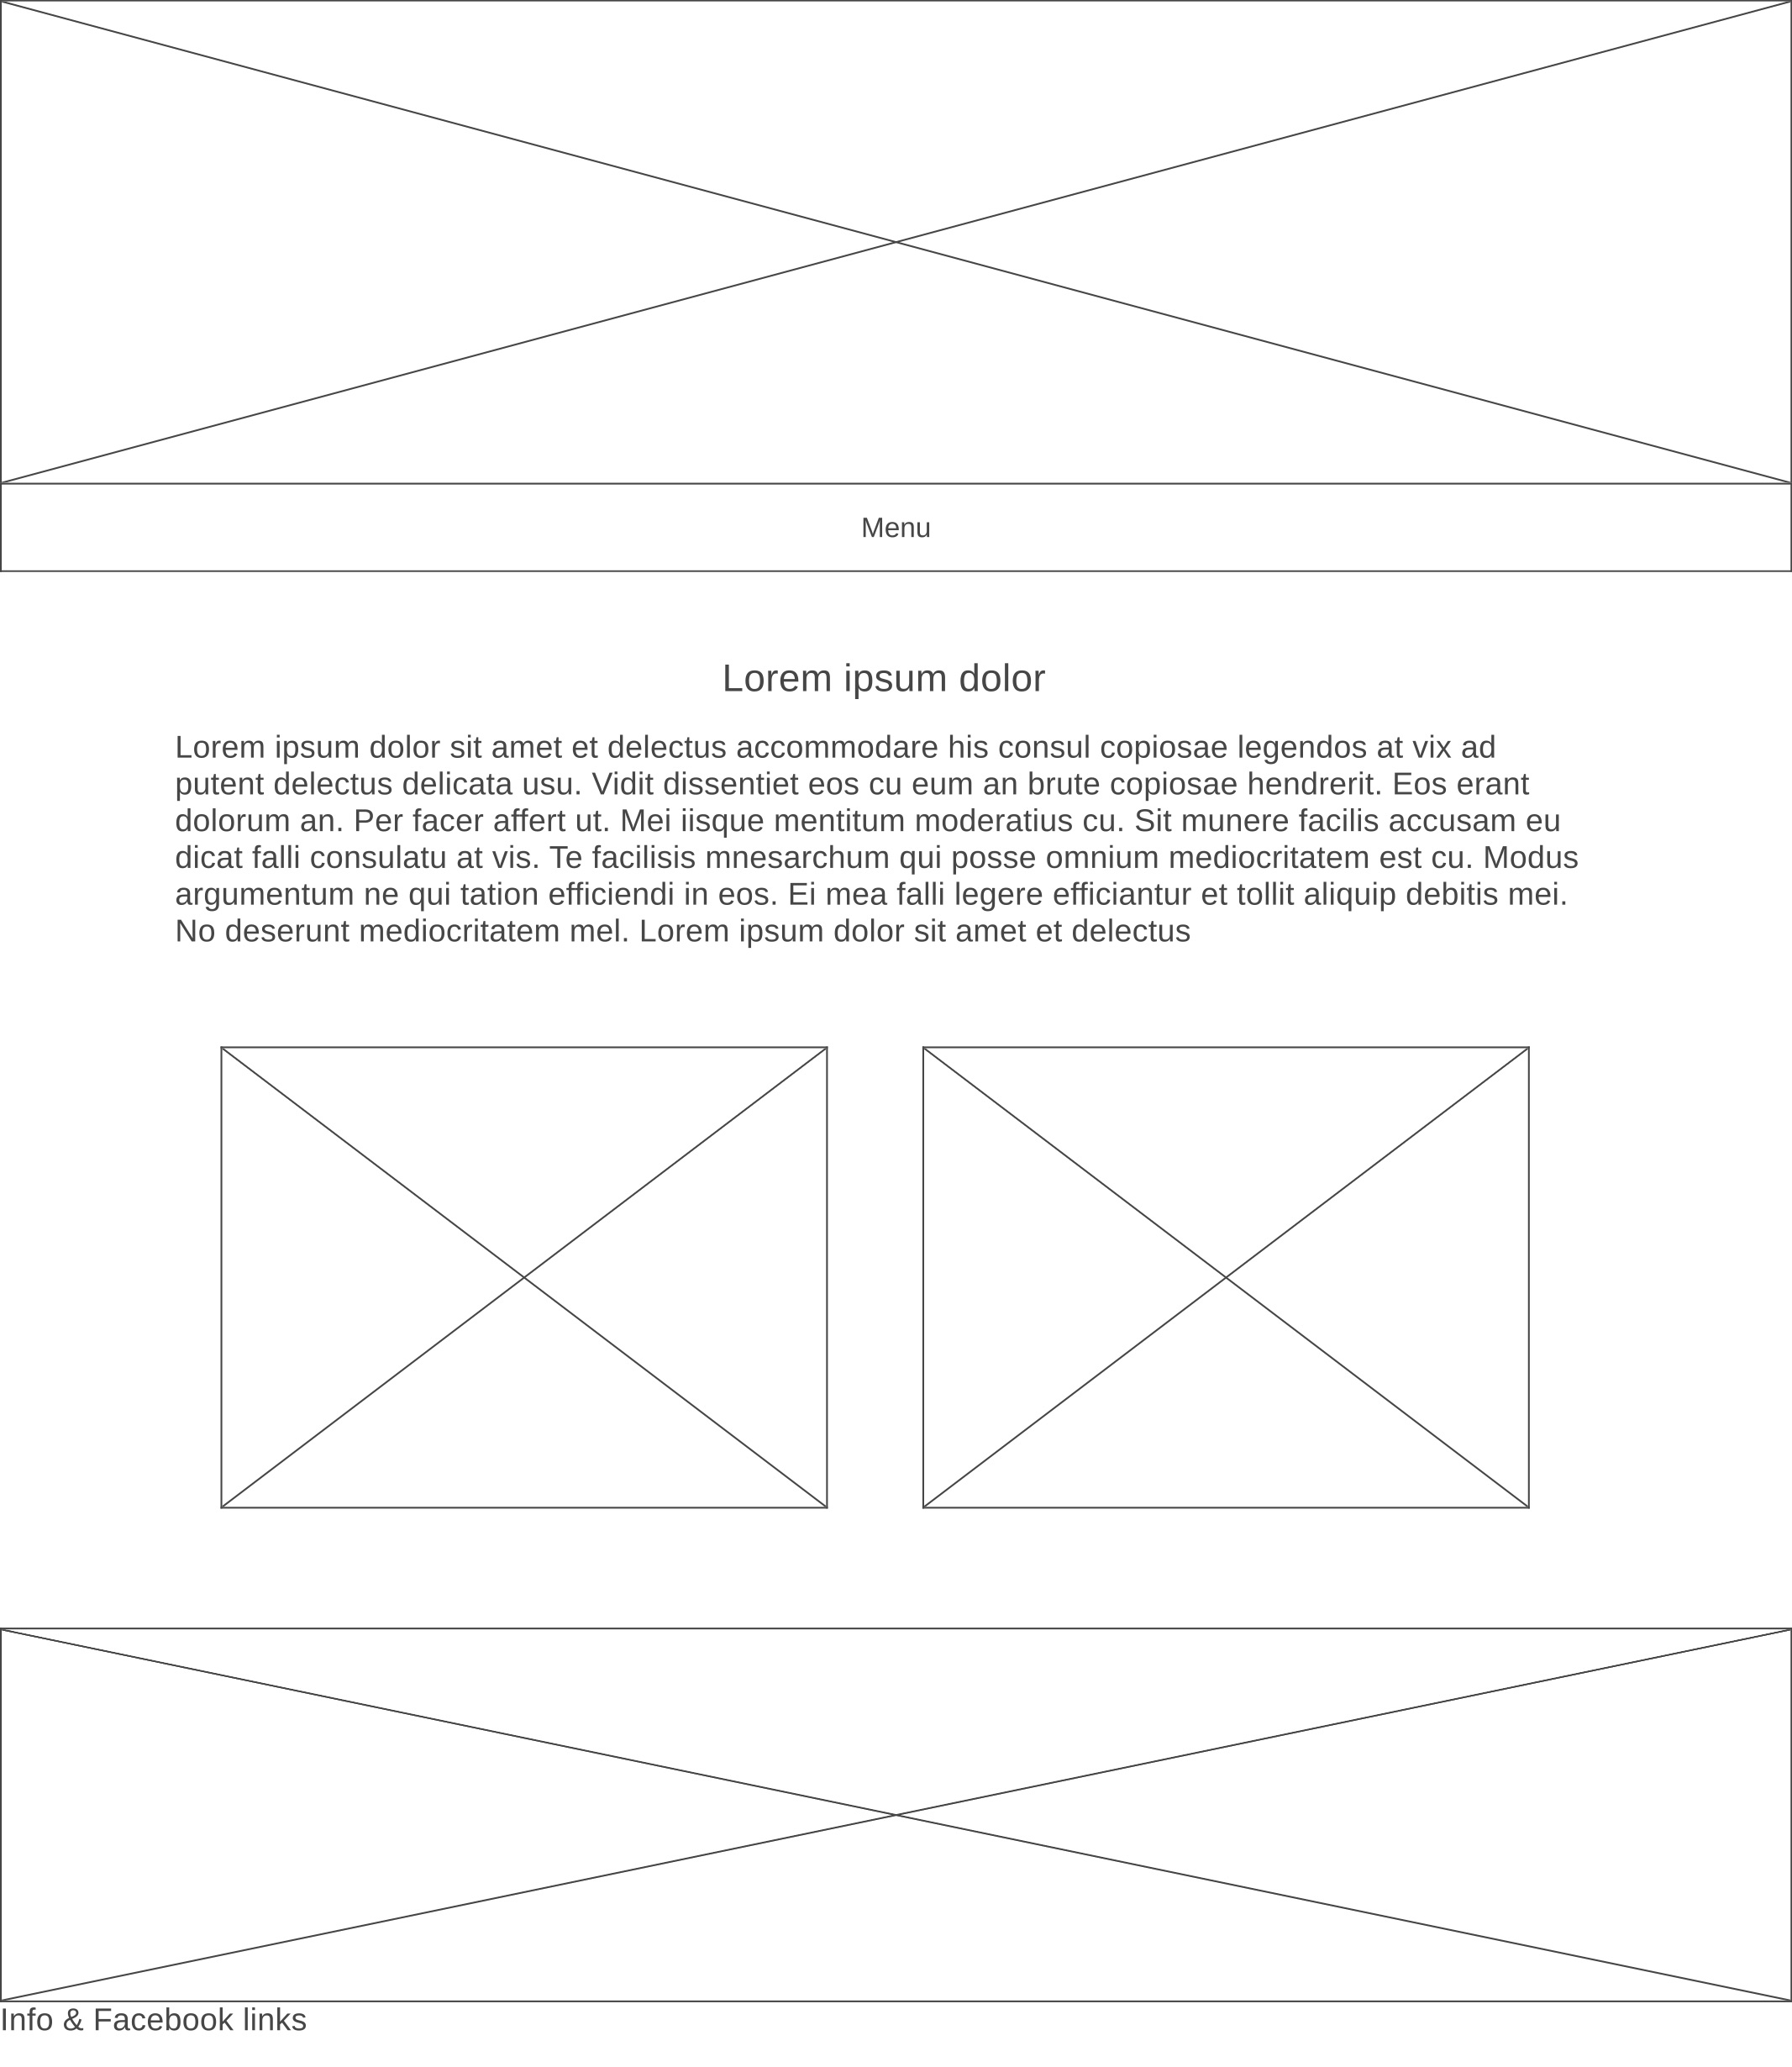 Menu
Lorem ipsum dolor
Lorem ipsum dolor sit amet et delectus accommodare his consul copiosae legendos at vix ad
putent delectus delicata usu. Vidit dissentiet eos cu eum an brute copiosae hendrerit. Eos erant
dolorum an. Per facer affert ut. Mei iisque mentitum moderatius cu. Sit munere facilis accusam eu
dicat falli consulatu at vis. Te facilisis mnesarchum qui posse omnium mediocritatem est cu. Modus
argumentum ne qui tation efficiendi in eos. Ei mea falli legere efficiantur et tollit aliquip debitis mei.
No deserunt mediocritatem mel. Lorem ipsum dolor sit amet et delectus
Info & Facebook links